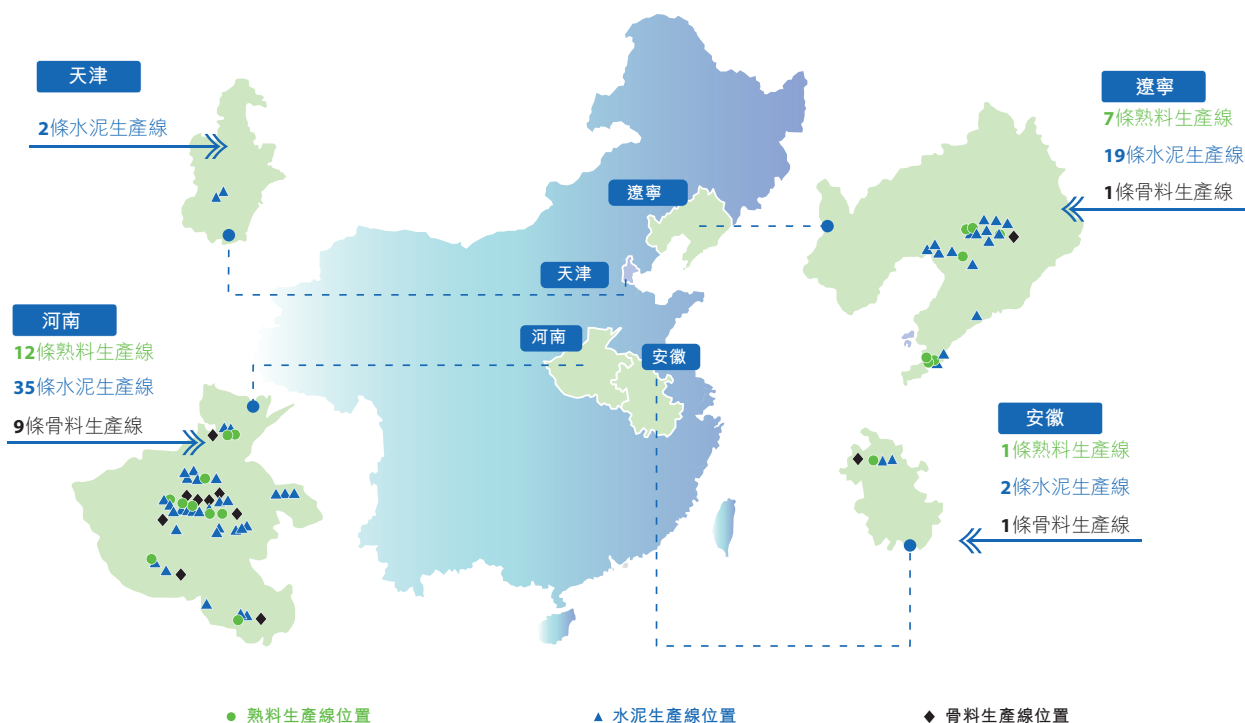 天津
2條水泥生產線
遼寧
7條熟料生產線
19條水泥生產線
1條骨料生產線
遼寧
天津
河南
安徽
河南
12條熟料生產線
35條水泥生產線
9條骨料生產線
安徽
1條熟料生產線
2條水泥生產線
1條骨料生產線
熟料生產線位置
水泥生產線位置
骨料生產線位置